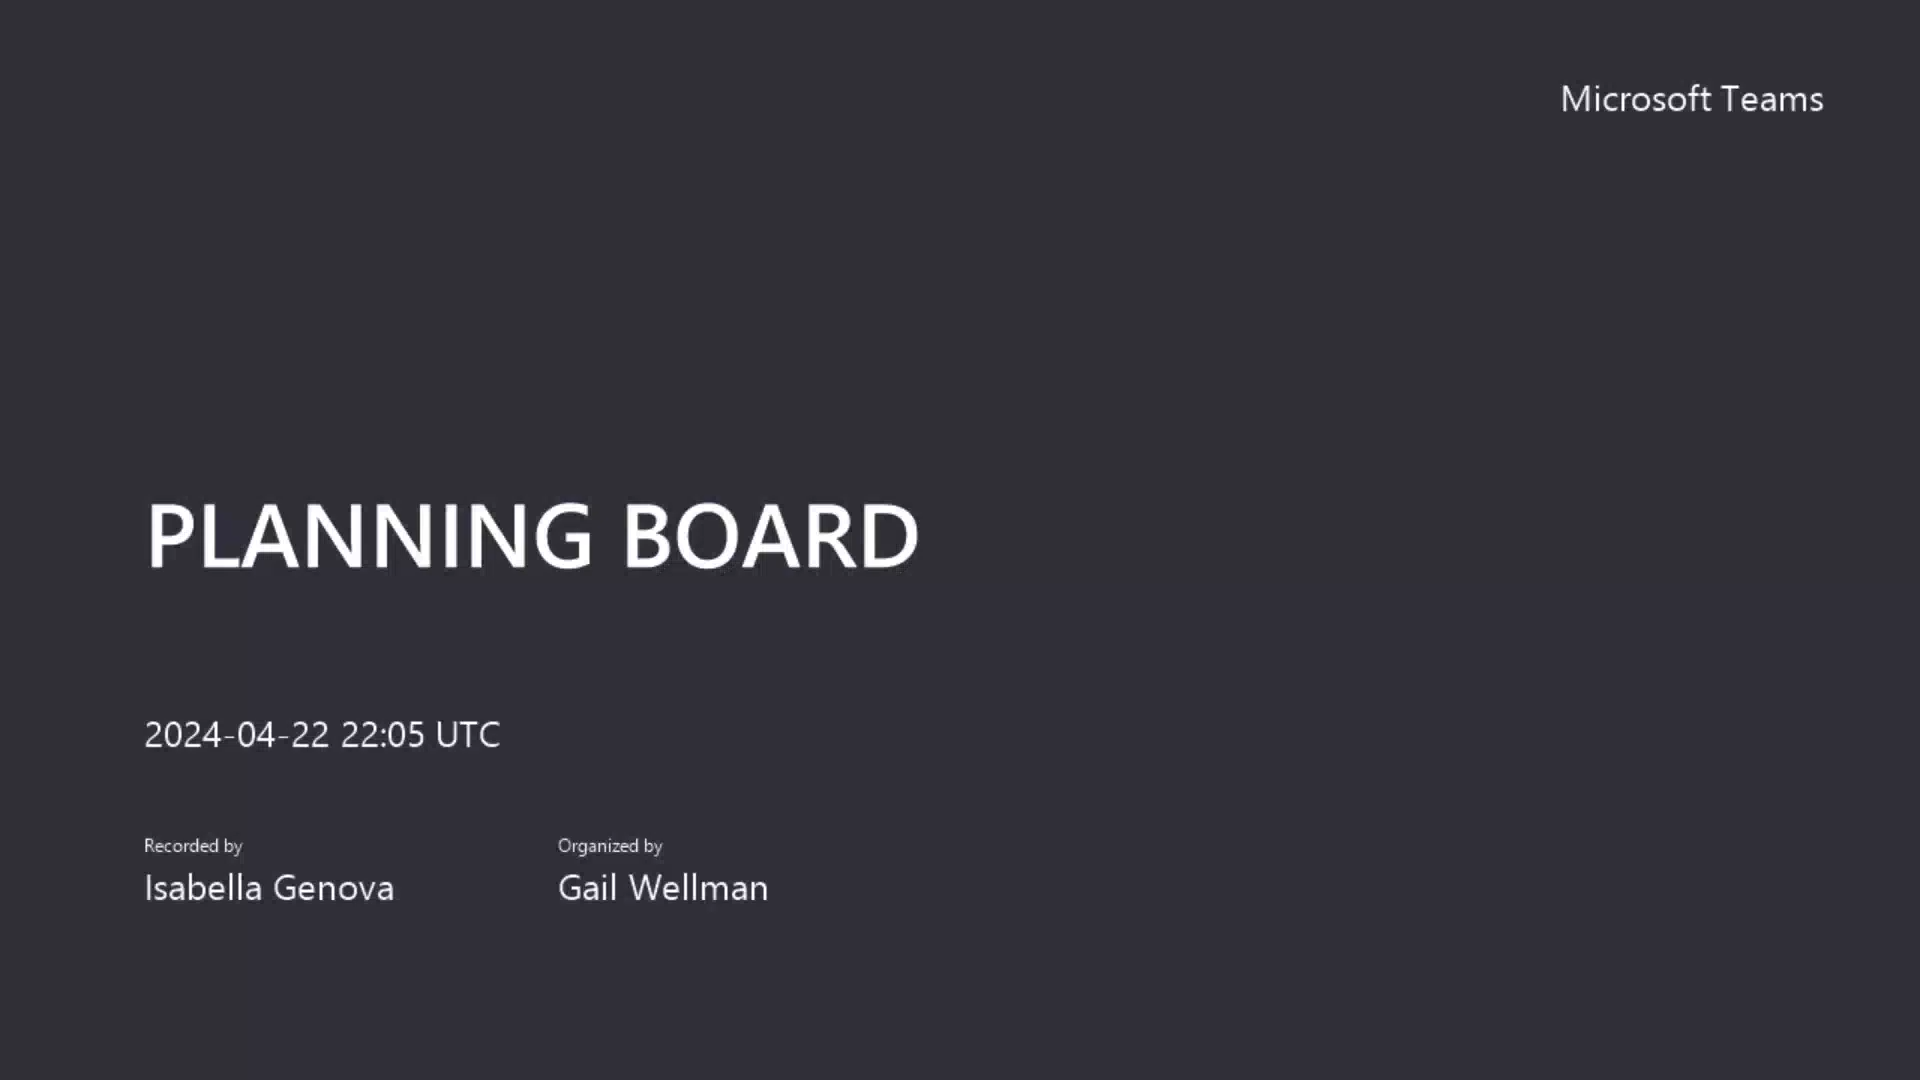 Microsoft Teams
PLANNING BOARD
2024-04-22 22:05 UTC
Recorded by
Isabella Genova
Organized by
Gail Wellman